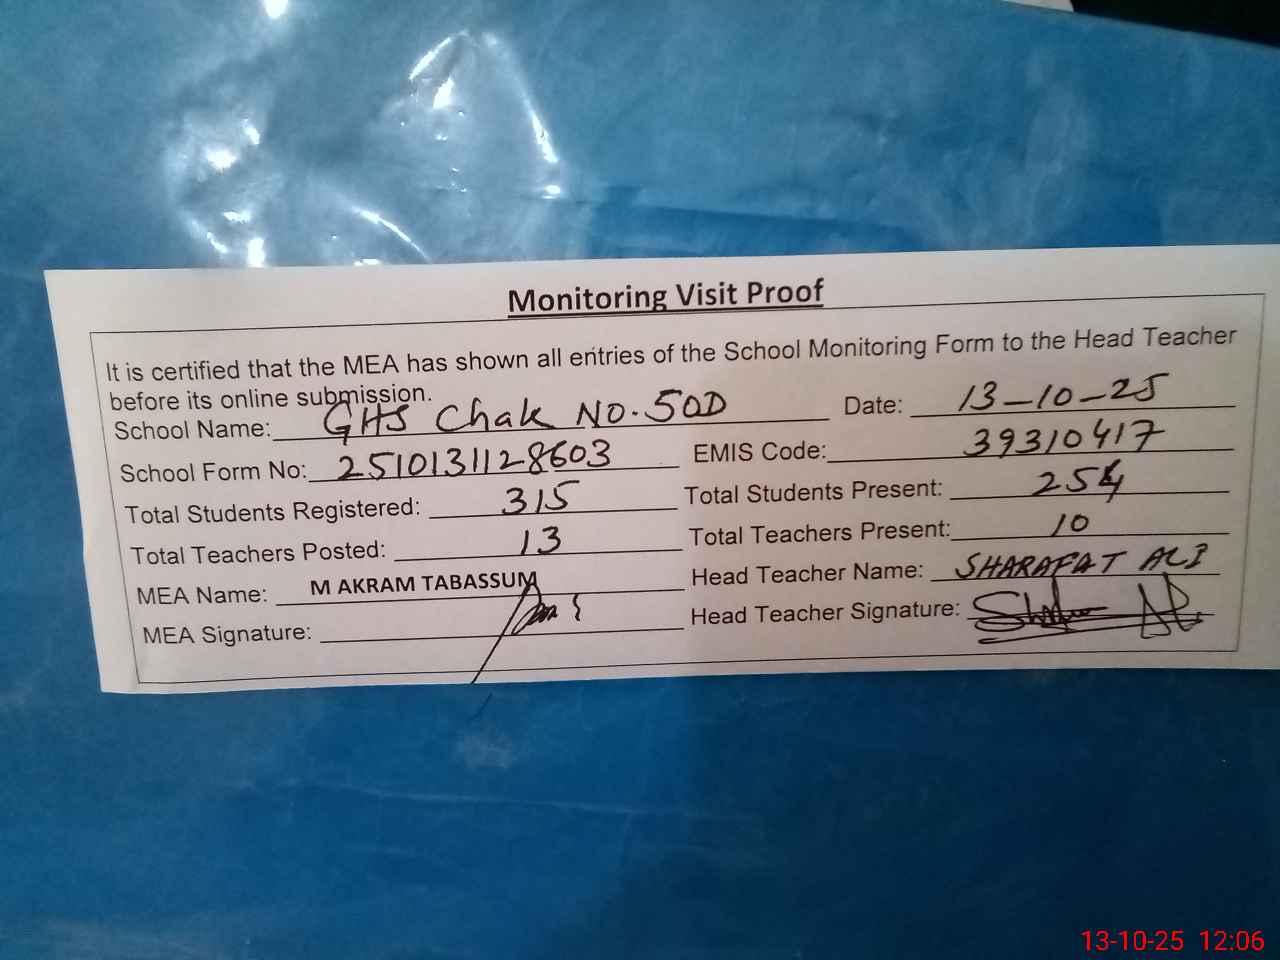 Monitoring Visit Proof
It is certified that the MEA has shown all entries of the School Monitoring Form to the Head Teacher
before its online submission.
School Name: GHS Chak NO. 50D Date: 13-10-25
School Form No: 2510131128603 EMIS Code: 39310417
Total Students Registered: 315 Total Students Present: 254
Total Teachers Posted: 13 Total Teachers Present: 10
MEA Name: M AKRAM TABASSUM Head Teacher Name: SHARAFAT ALI
MEA Signature: Head Teacher Signature:
13-10-25 12:06